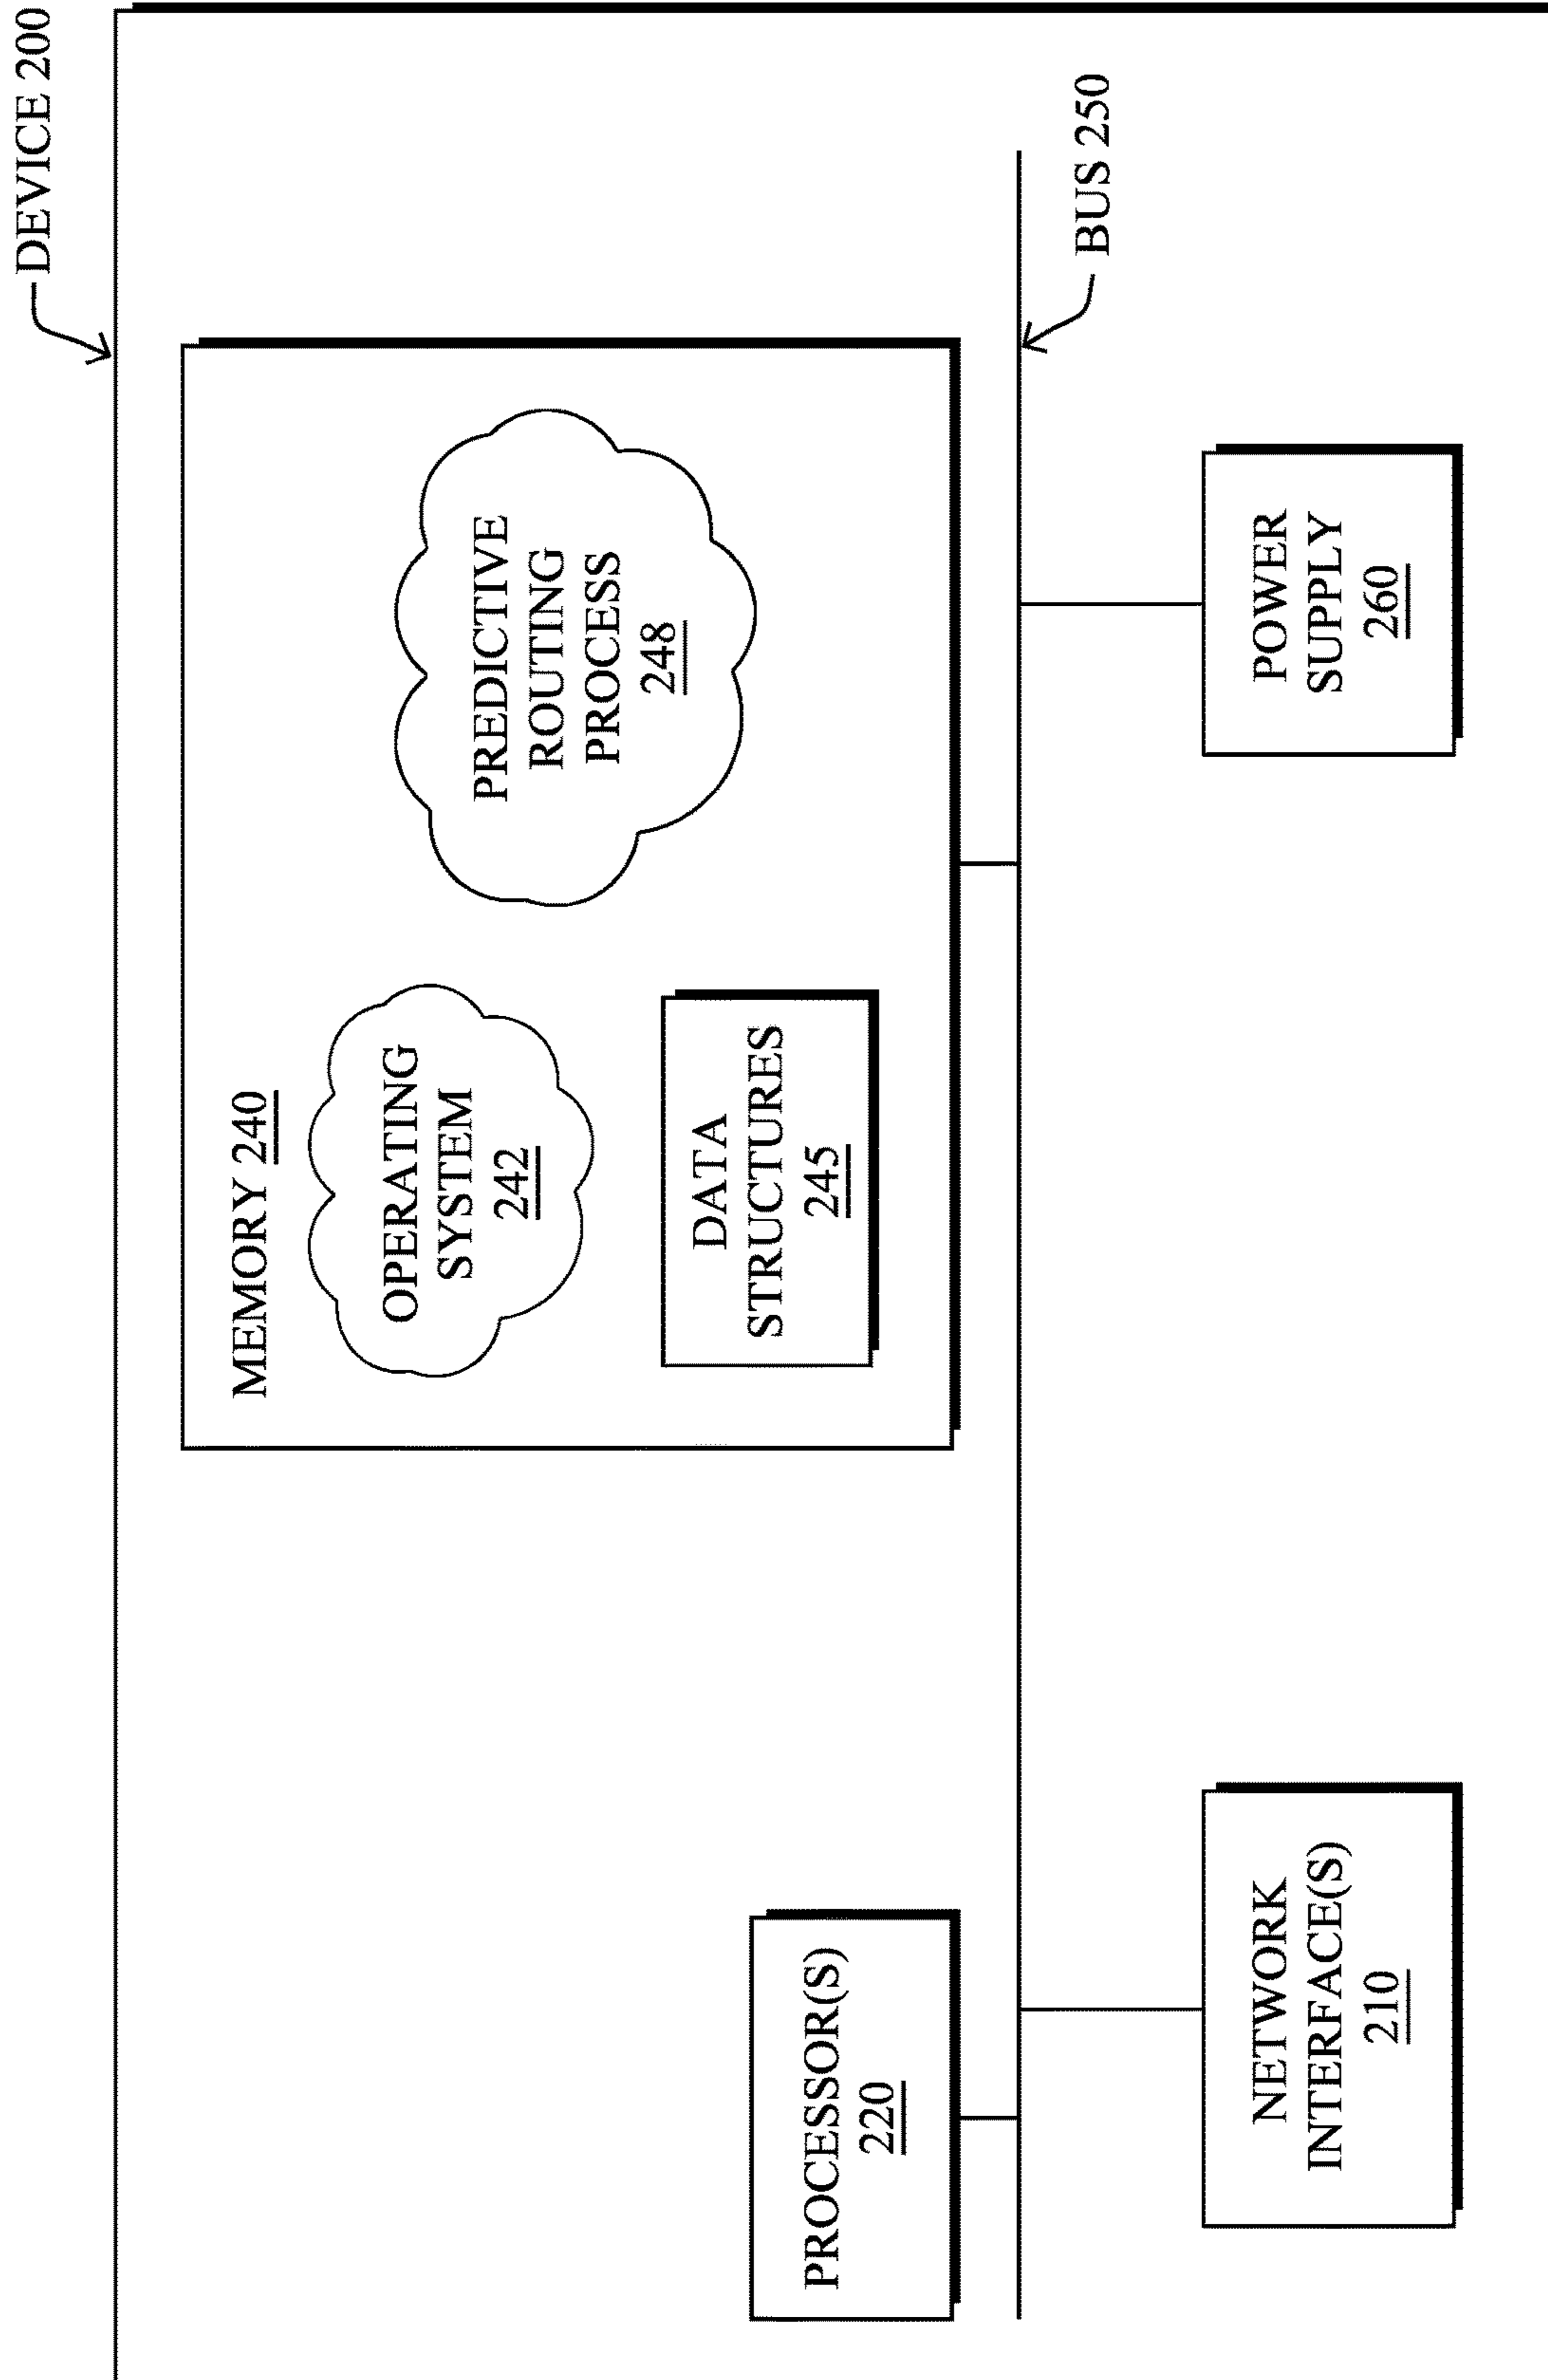 DEVICE 200
MEMORY 240
OPERATING
SYSTEM
242
DATA
STRUCTURES
245
PREDICTIVE
ROUTING
PROCESS
248
PROCESSOR(S)
220
BUS 250
NETWORK
INTERFACE(S)
210
POWER
SUPPLY
260